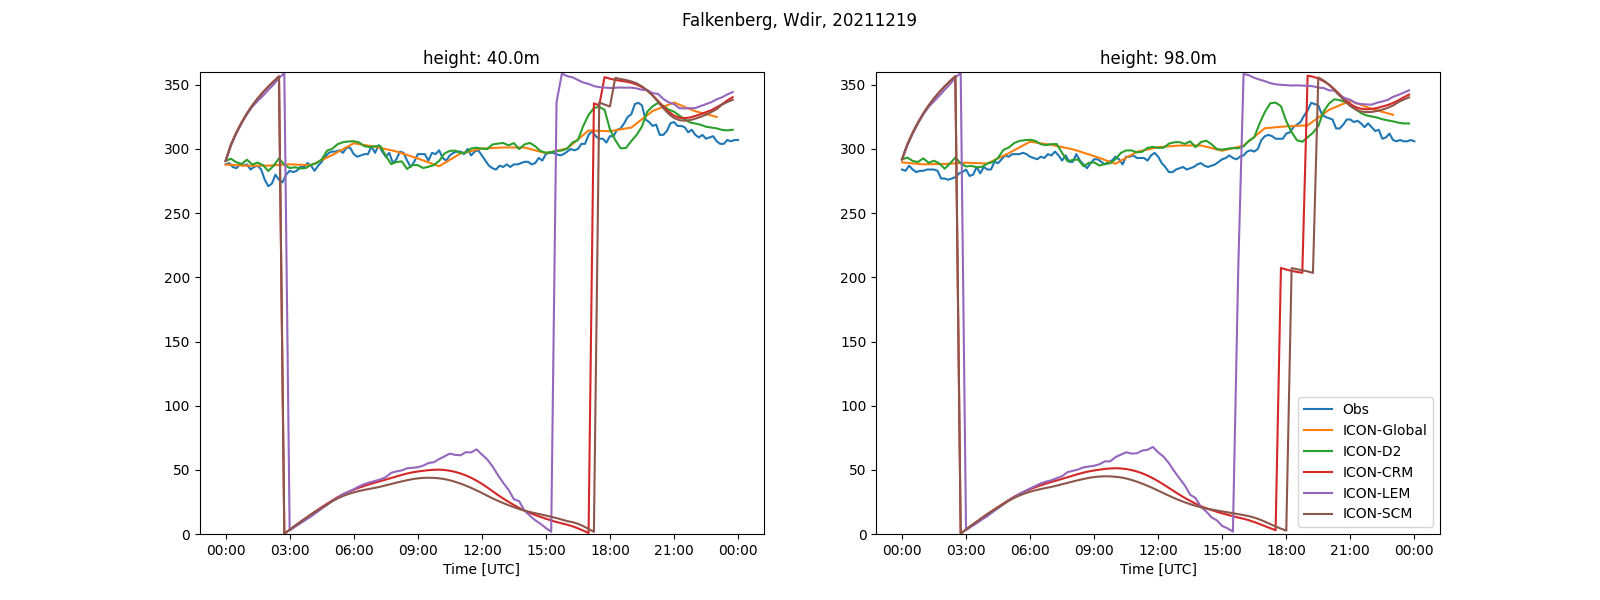 Falkenberg, Wdir, 20211219
height: 40.0m
350
300
250
200
150
100
50
0
00:00 03:00 06:00 09:00 12:00 15:00 18:00 21:00 00:00
Time [UTC]
height: 98.0m
350
300
250
200
150
100
50
0
00:00 03:00 06:00 09:00 12:00 15:00 18:00 21:00 00:00
Time [UTC]
Obs
ICON-Global
ICON-D2
ICON-CRM
ICON-LEM
ICON-SCM